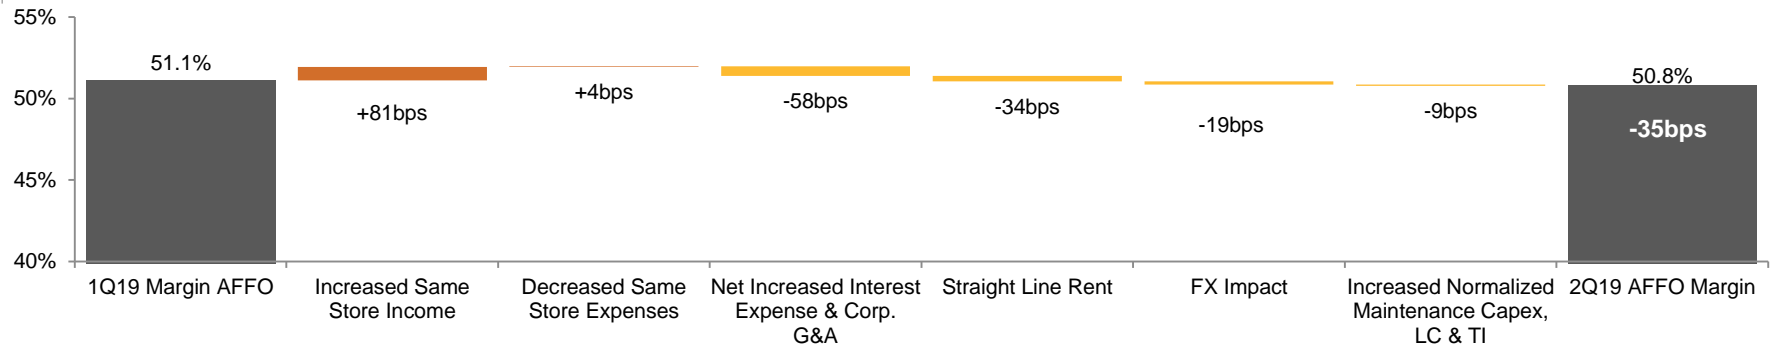 55%
50%
45%
40%
51.1%
+81bps
+4bps
-58bps
-34bps
-19bps
-9bps
50.8%
-35bps
1Q19 Margin AFFO
Increased Same
Store Income
Decreased Same
Store Expenses
Net Increased Interest
Expense & Corp.
G&A
Straight Line Rent
FX Impact
Increased Normalized
Maintenance Capex,
LC & TI
2Q19 AFFO Margin